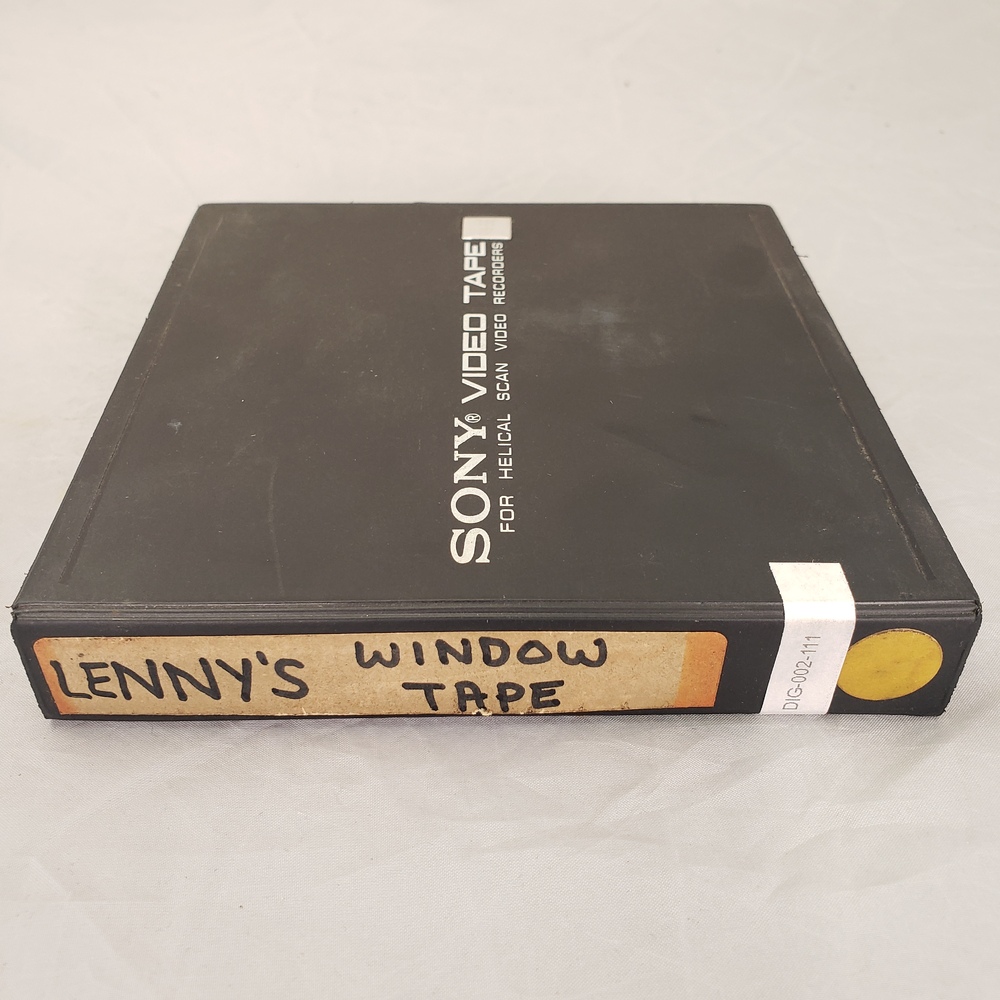 SONY® VIDEO TAPE
FOR HELICAL SCAN VIDEO RECORDERS
LENNY'S WINDOW
TAPE
DIG-002-111